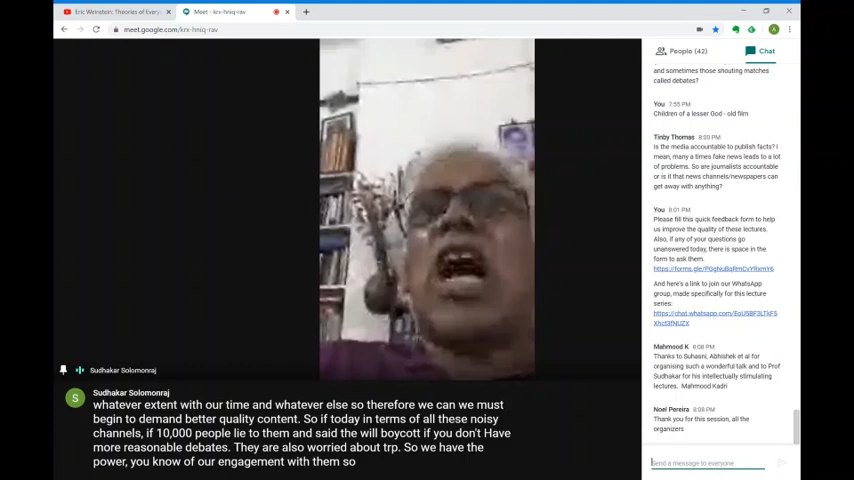 Eric Weinstein: Theories of Every
Meet - krx-hniq-rav
meet.google.com/krx-hniq-rav
People (42)
Chat
and sometimes those shouting matches
called debates?
You 7:55 PM
Children of a lesser God - old film
Tinby Thomas 8:00 PM
Is the media accountable to publish facts? I
mean, many a times fake news leads to a lot
of problems. So are journalists accountable
or is it that news channels/newspapers can
get away with anything?
You 8:01 PM
Please fill this quick feedback form to help
us improve the quality of these lectures.
Also, if any of your questions go
unanswered today, there is space in the
form to ask them.
And here's a link to join our WhatsApp
group, made specifically for this lecture
series:
Mahmood K 8:08 PM
Thanks to Suhasni, Abhishek et al for
organising such a wonderful talk and to Prof
Sudhakar for his intellectually stimulating
lectures. Mahmood Kadri
Noel Pereira 8:08 PM
Thank you for this session, all the
organizers
Send a message to everyone
Sudhakar Solomonraj
S
Sudhakar Solomonraj
whatever extent with our time and whatever else so therefore we can we must
begin to demand better quality content. So if today in terms of all these noisy
channels, if 10,000 people lie to them and said the will boycott if you don't Have
more reasonable debates. They are also worried about trp. So we have the
power, you know of our engagement with them so